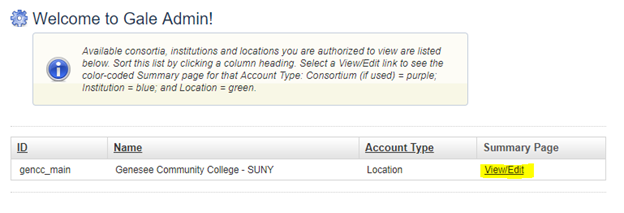 Welcome to Gale Admin!
Available consortia, institutions and locations you are authorized to view are listed
below. Sort this list by clicking a column heading. Select a View/Edit link to see the
color-coded Summary page for that Account Type: Consortium (if used) = purple;
Institution = blue; and Location = green.
ID Name Account Type Summary Page
gencc_main Genesee Community College - SUNY Location View/Edit